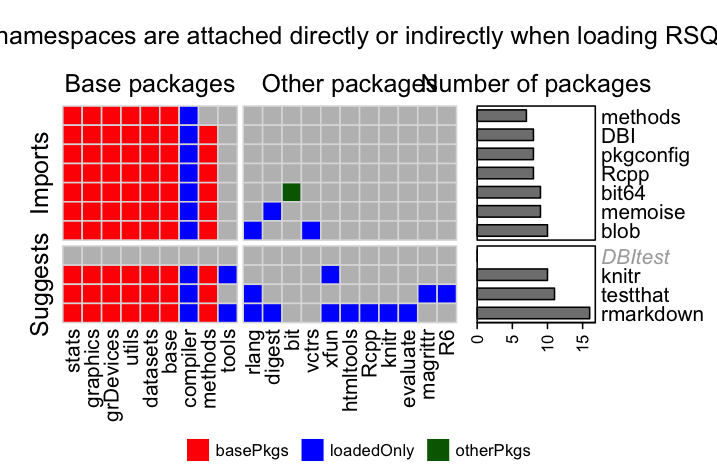 namespaces are attached directly or indirectly when loading RSQ
Base packages
Other packages
Number of packages
Imports
methods
DBI
pkgconfig
Rcpp
bit64
memoise
blob
Suggests
DBItest
knitr
testthat
rmarkdown
stats
graphics
grDevices
utils
datasets
base
compiler
methods
tools
rlang
digest
bit
vctrs
xfun
htmltools
Rcpp
knitr
evaluate
magrittr
R6
0 5 10 15
basePkgs loadedOnly otherPkgs